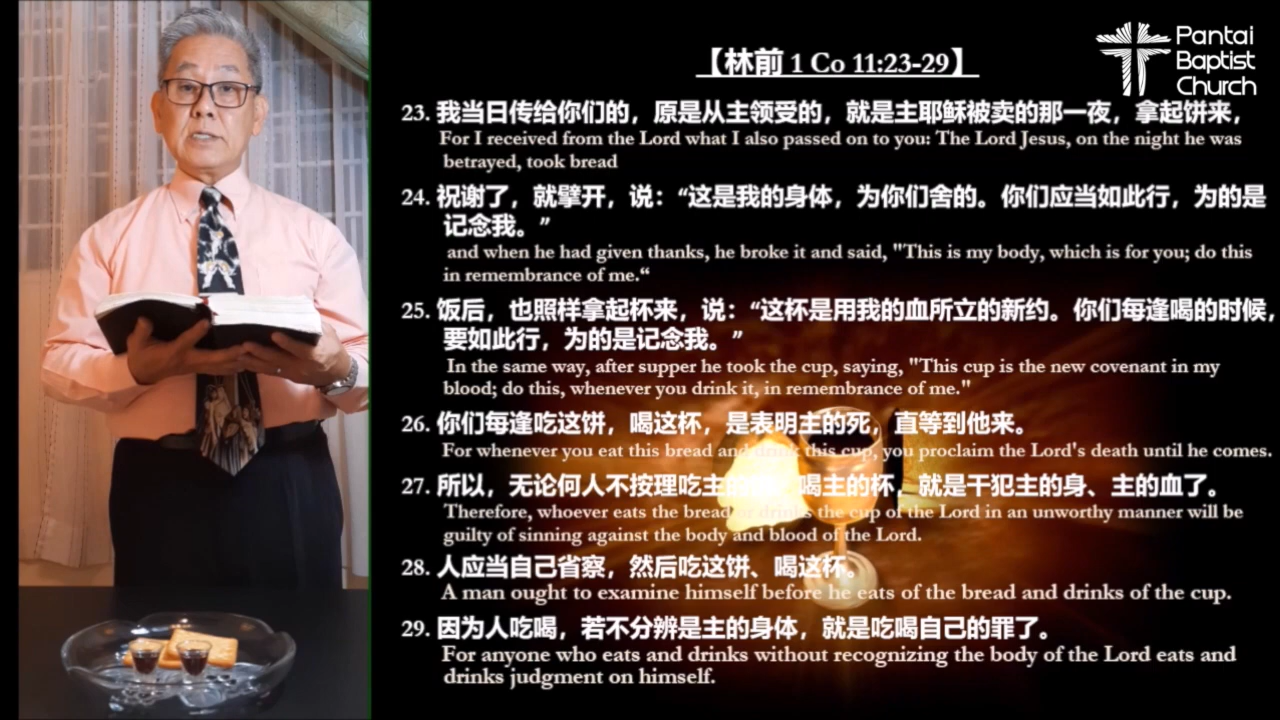 Pantai
Baptist
Church
【林前 1 Co 11:23-29】
23. 我当日传给你们的，原是从主领受的，就是主耶稣被卖的那一夜，拿起饼来，
For I received from the Lord what I also passed on to you: The Lord Jesus, on the night he was
betrayed, took bread
24. 祝谢了，就擘开，说：“这是我的身体，为你们舍的。你们应当如此行，为的是
记念我。”
and when he had given thanks, he broke it and said, "This is my body, which is for you; do this
in remembrance of me.“
25. 饭后，也照样拿起杯来，说：“这杯是用我的血所立的新约。你们每逢喝的时候，
要如此行，为的是记念我。”
In the same way, after supper he took the cup, saying, "This cup is the new covenant in my
blood; do this, whenever you drink it, in remembrance of me."
26. 你们每逢吃这饼，喝这杯，是表明主的死，直等到他来。
For whenever you eat this bread and drink this cup, you proclaim the Lord's death until he comes.
27. 所以，无论何人不按理吃主的饼，喝主的杯，就是干犯主的身、主的血了。
Therefore, whoever eats the bread or drinks the cup of the Lord in an unworthy manner will be
guilty of sinning against the body and blood of the Lord.
28. 人应当自己省察，然后吃这饼、喝这杯。
A man ought to examine himself before he eats of the bread and drinks of the cup.
29. 因为人吃喝，若不分辨是主的身体，就是吃喝自己的罪了。
For anyone who eats and drinks without recognizing the body of the Lord eats and
drinks judgment on himself.